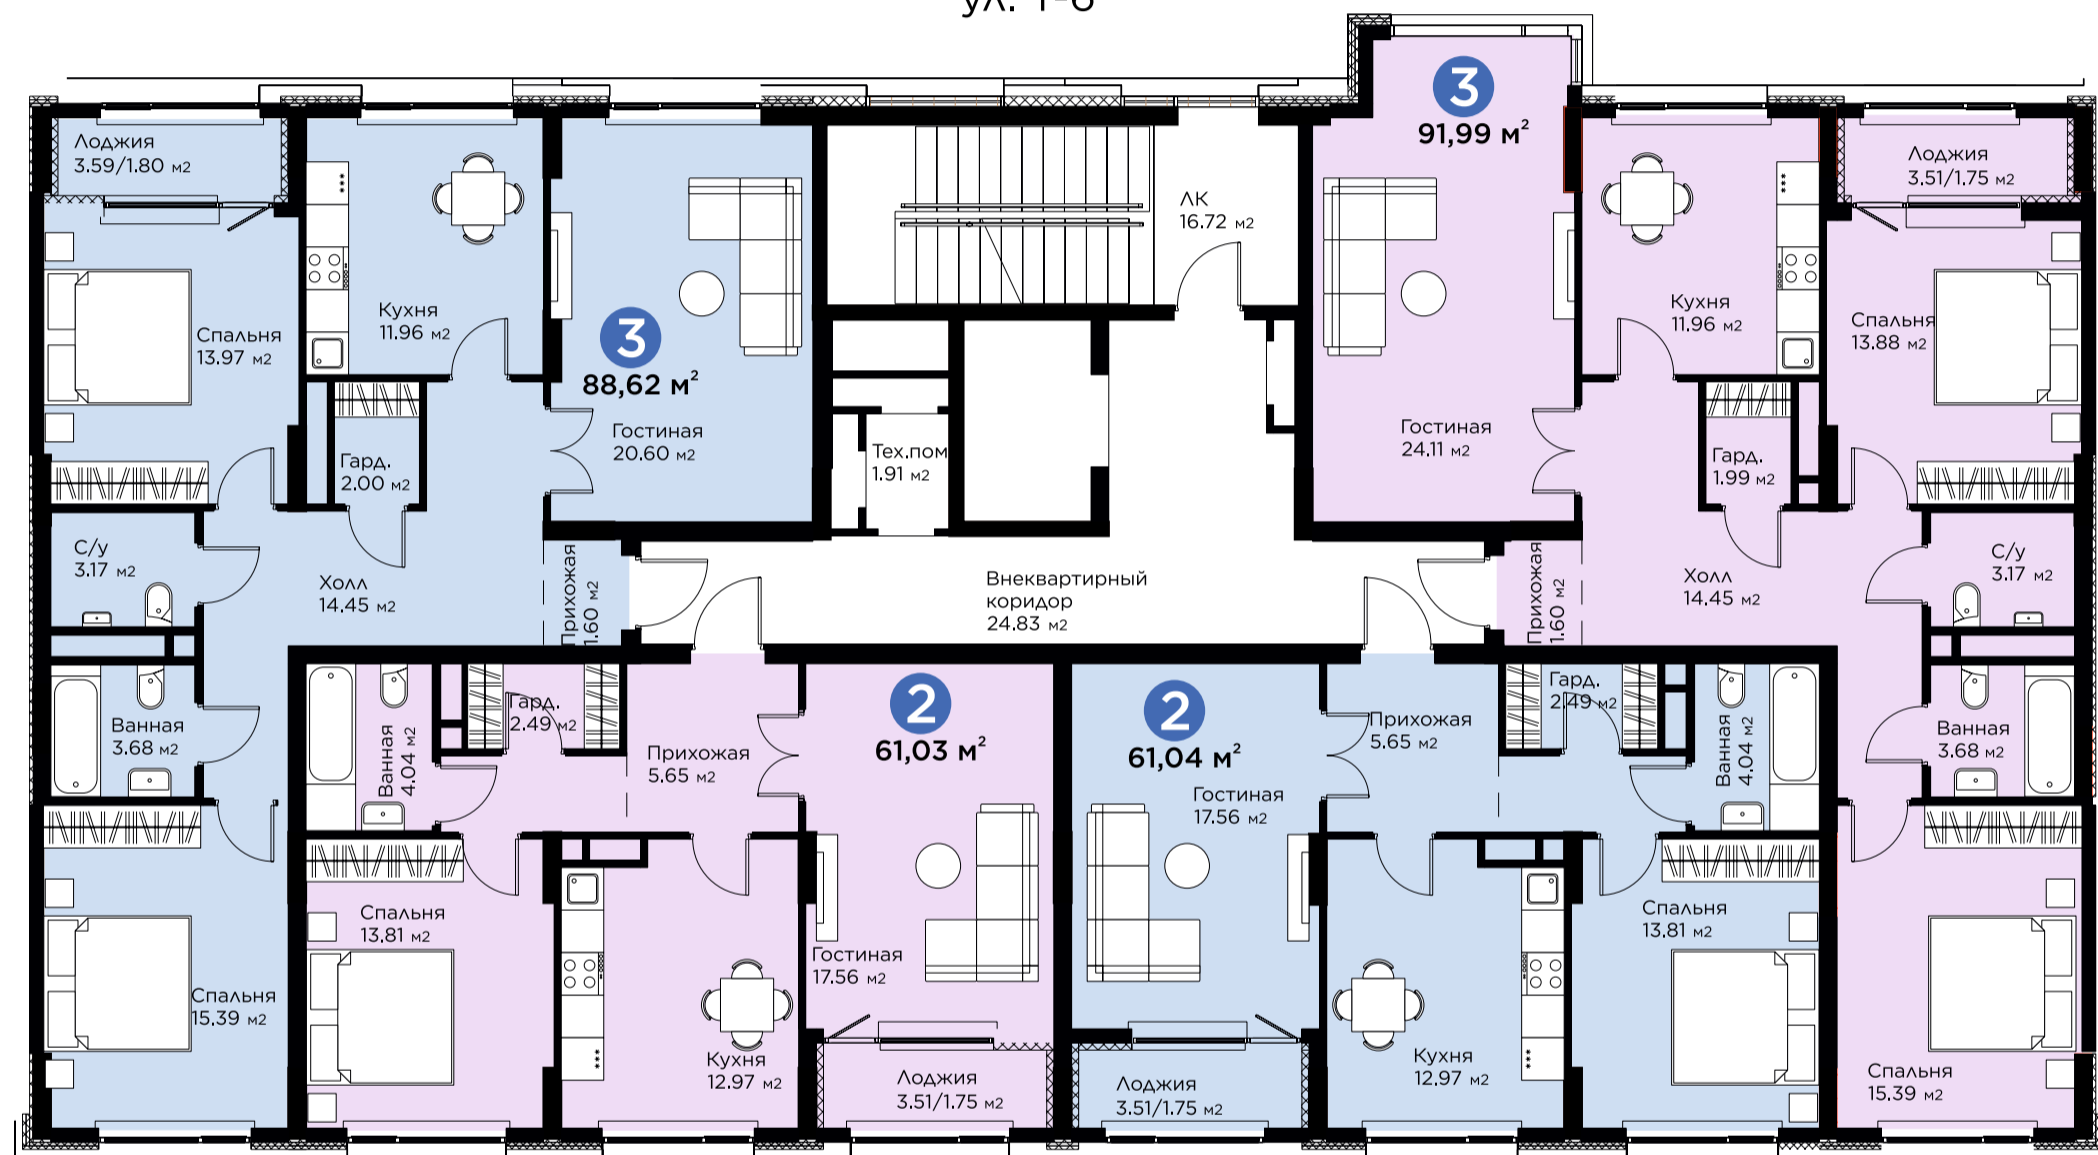 ул. 1-6
Лоджия
3.59/1.80 м2
Спальня
13.97 м2
Кухня
11.96 м2
3
88,62 м²
Гостиная
20.60 м2
Гард.
2.00 м2
С/у
3.17 м2
Холл
14.45 м2
Прихожая
1.60 м2
Ванная
3.68 м2
Спальня
15.39 м2
ЛК
16.72 м2
Тех.пом
1.91 м2
Внеквартирный
коридор
24.83 м2
3
91,99 м²
Гостиная
24.11 м2
Кухня
11.96 м2
Лоджия
3.51/1.75 м2
Спальня
13.88 м2
Гард.
1.99 м2
С/у
3.17 м2
Холл
14.45 м2
Прихожая
1.60 м2
Ванная
3.68 м2
Спальня
15.39 м2
Ванная
4.04 м2
Гард.
2.49 м2
Прихожая
5.65 м2
2
61,03 м²
Гостиная
17.56 м2
Спальня
13.81 м2
Кухня
12.97 м2
Лоджия
3.51/1.75 м2
2
61,04 м²
Гостиная
17.56 м2
Прихожая
5.65 м2
Гард.
2.49 м2
Ванная
4.04 м2
Спальня
13.81 м2
Кухня
12.97 м2
Лоджия
3.51/1.75 м2